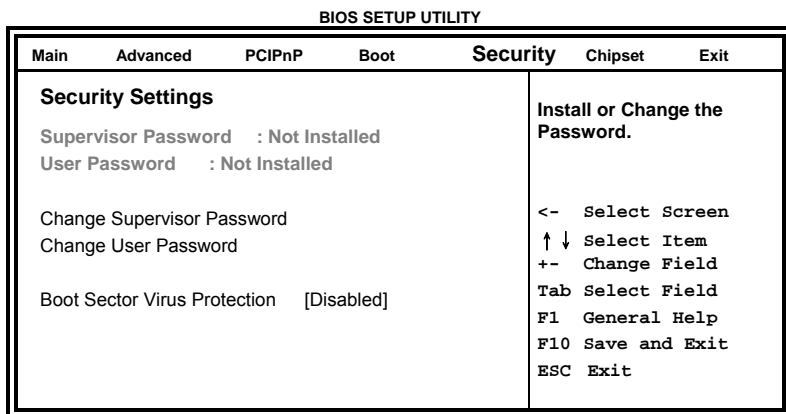 BIOS SETUP UTILITY
Main Advanced PCIPnP Boot Security Chipset Exit
Security Settings
Supervisor Password : Not Installed
User Password : Not Installed
Change Supervisor Password
Change User Password
Boot Sector Virus Protection [Disabled]
Install or Change the
Password.
<- Select Screen
↑↓ Select Item
+- Change Field
Tab Select Field
F1 General Help
F10 Save and Exit
ESC Exit